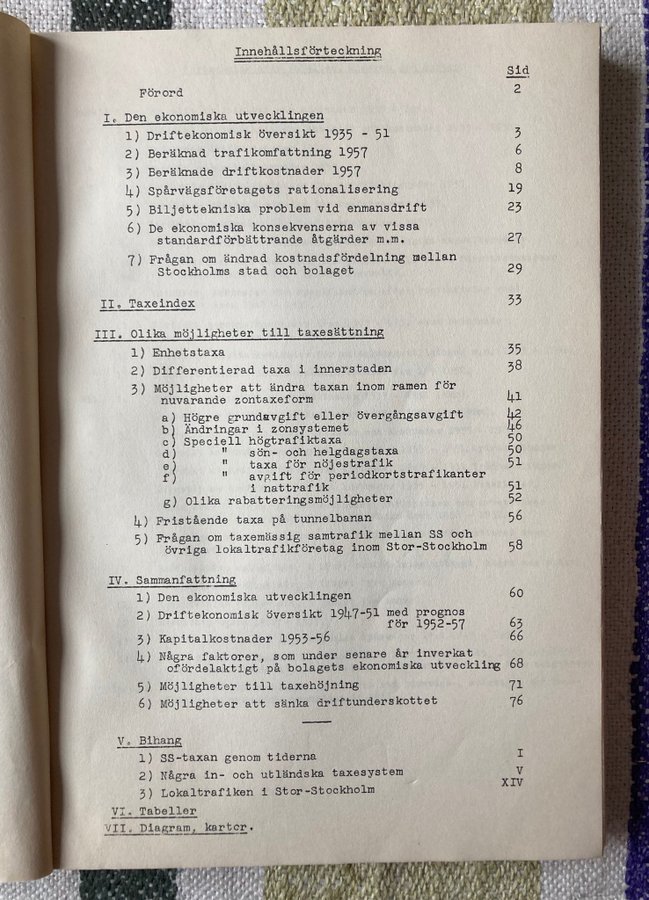 Innehållsförteckning
Sid
Förord 2
I. Den ekonomiska utvecklingen
1) Driftekonomisk översikt 1935 - 51 3
2) Beräknad trafikomfattning 1957 6
3) Beräknade driftkostnader 1957 8
4) Spårvägsföretagets rationalisering 19
5) Biljettekniska problem vid enmansdrift 23
6) De ekonomiska konsekvenserna av vissa
standardförbättrande åtgärder m.m. 27
7) Frågan om ändrad kostnadsfördelning mellan
Stockholms stad och bolaget 29
II. Taxeindex 33
III. Olika möjligheter till taxesättning
1) Enhetstaxa 35
2) Differentierad taxa i innerstaden 38
3) Möjligheter att ändra taxan inom ramen för
nuvarande zontaxeform 41
a) Högre grundavgift eller övergångsavgift 42
b) Ändringar i zonsystemet 46
c) Speciell högtrafiktaxa 50
d) " sön- och helgdagstaxa 50
e) " taxa för nöjestrafik 51
f) " avgift för periodkortstrafikanter
i nattrafik 51
g) Olika rabatteringsmöjligheter 52
4) Fristående taxa på tunnelbanan 56
5) Frågan om taxemässig samtrafik mellan SS och
övriga lokaltrafikföretag inom Stor-Stockholm 58
IV. Sammanfattning
1) Den ekonomiska utvecklingen 60
2) Driftekonomisk översikt 1947-51 med prognos
för 1952-57 63
3) Kapitalkostnader 1953-56 66
4) Några faktorer, som under senare år inverkat
ofördelaktigt på bolagets ekonomiska utveckling 68
5) Möjligheter till taxehöjning 71
6) Möjligheter att sänka driftunderskottet 76
V. Bihang
1) SS-taxan genom tiderna I
2) Några in- och utländska taxesystem V
3) Lokaltrafiken i Stor-Stockholm XIV
VI. Tabeller
VII. Diagram, kartor.